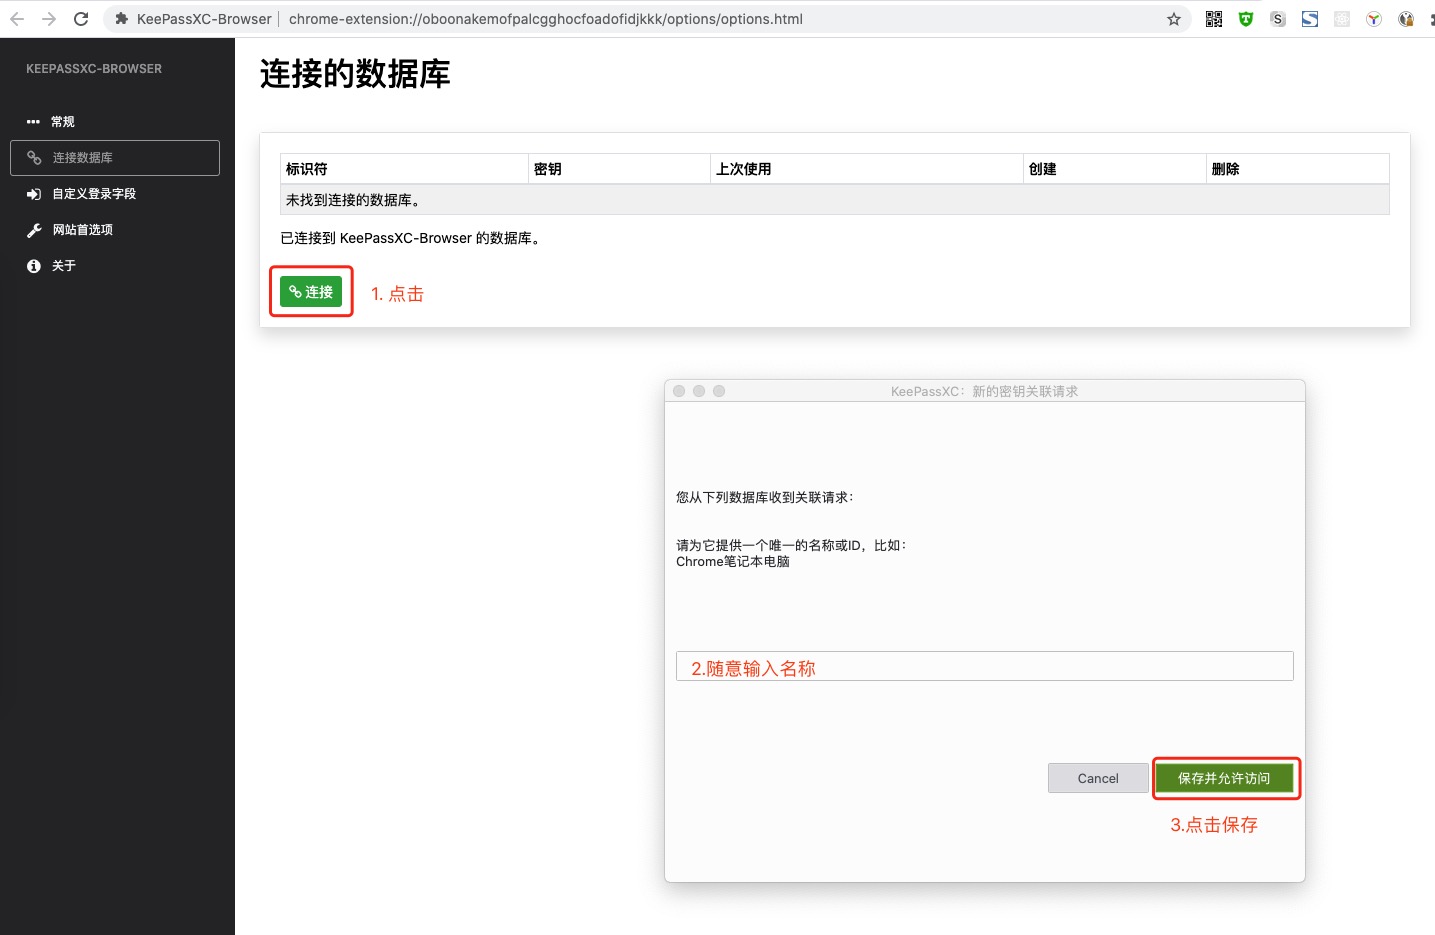 KeePassXC-Browser | chrome-extension://oboonakemofpalcgghocfoadofidjkkk/options/options.html
KEEPASSXC-BROWSER
常规
连接数据库
自定义登录字段
网站首选项
关于
连接的数据库
标识符 密钥 上次使用 创建 删除
未找到连接的数据库。
已连接到 KeePassXC-Browser 的数据库。
连接 1. 点击
KeePassXC：新的密钥关联请求
您从下列数据库收到关联请求：
请为它提供一个唯一的名称或ID，比如：
Chrome笔记本电脑
2.随意输入名称
Cancel 保存并允许访问
3.点击保存